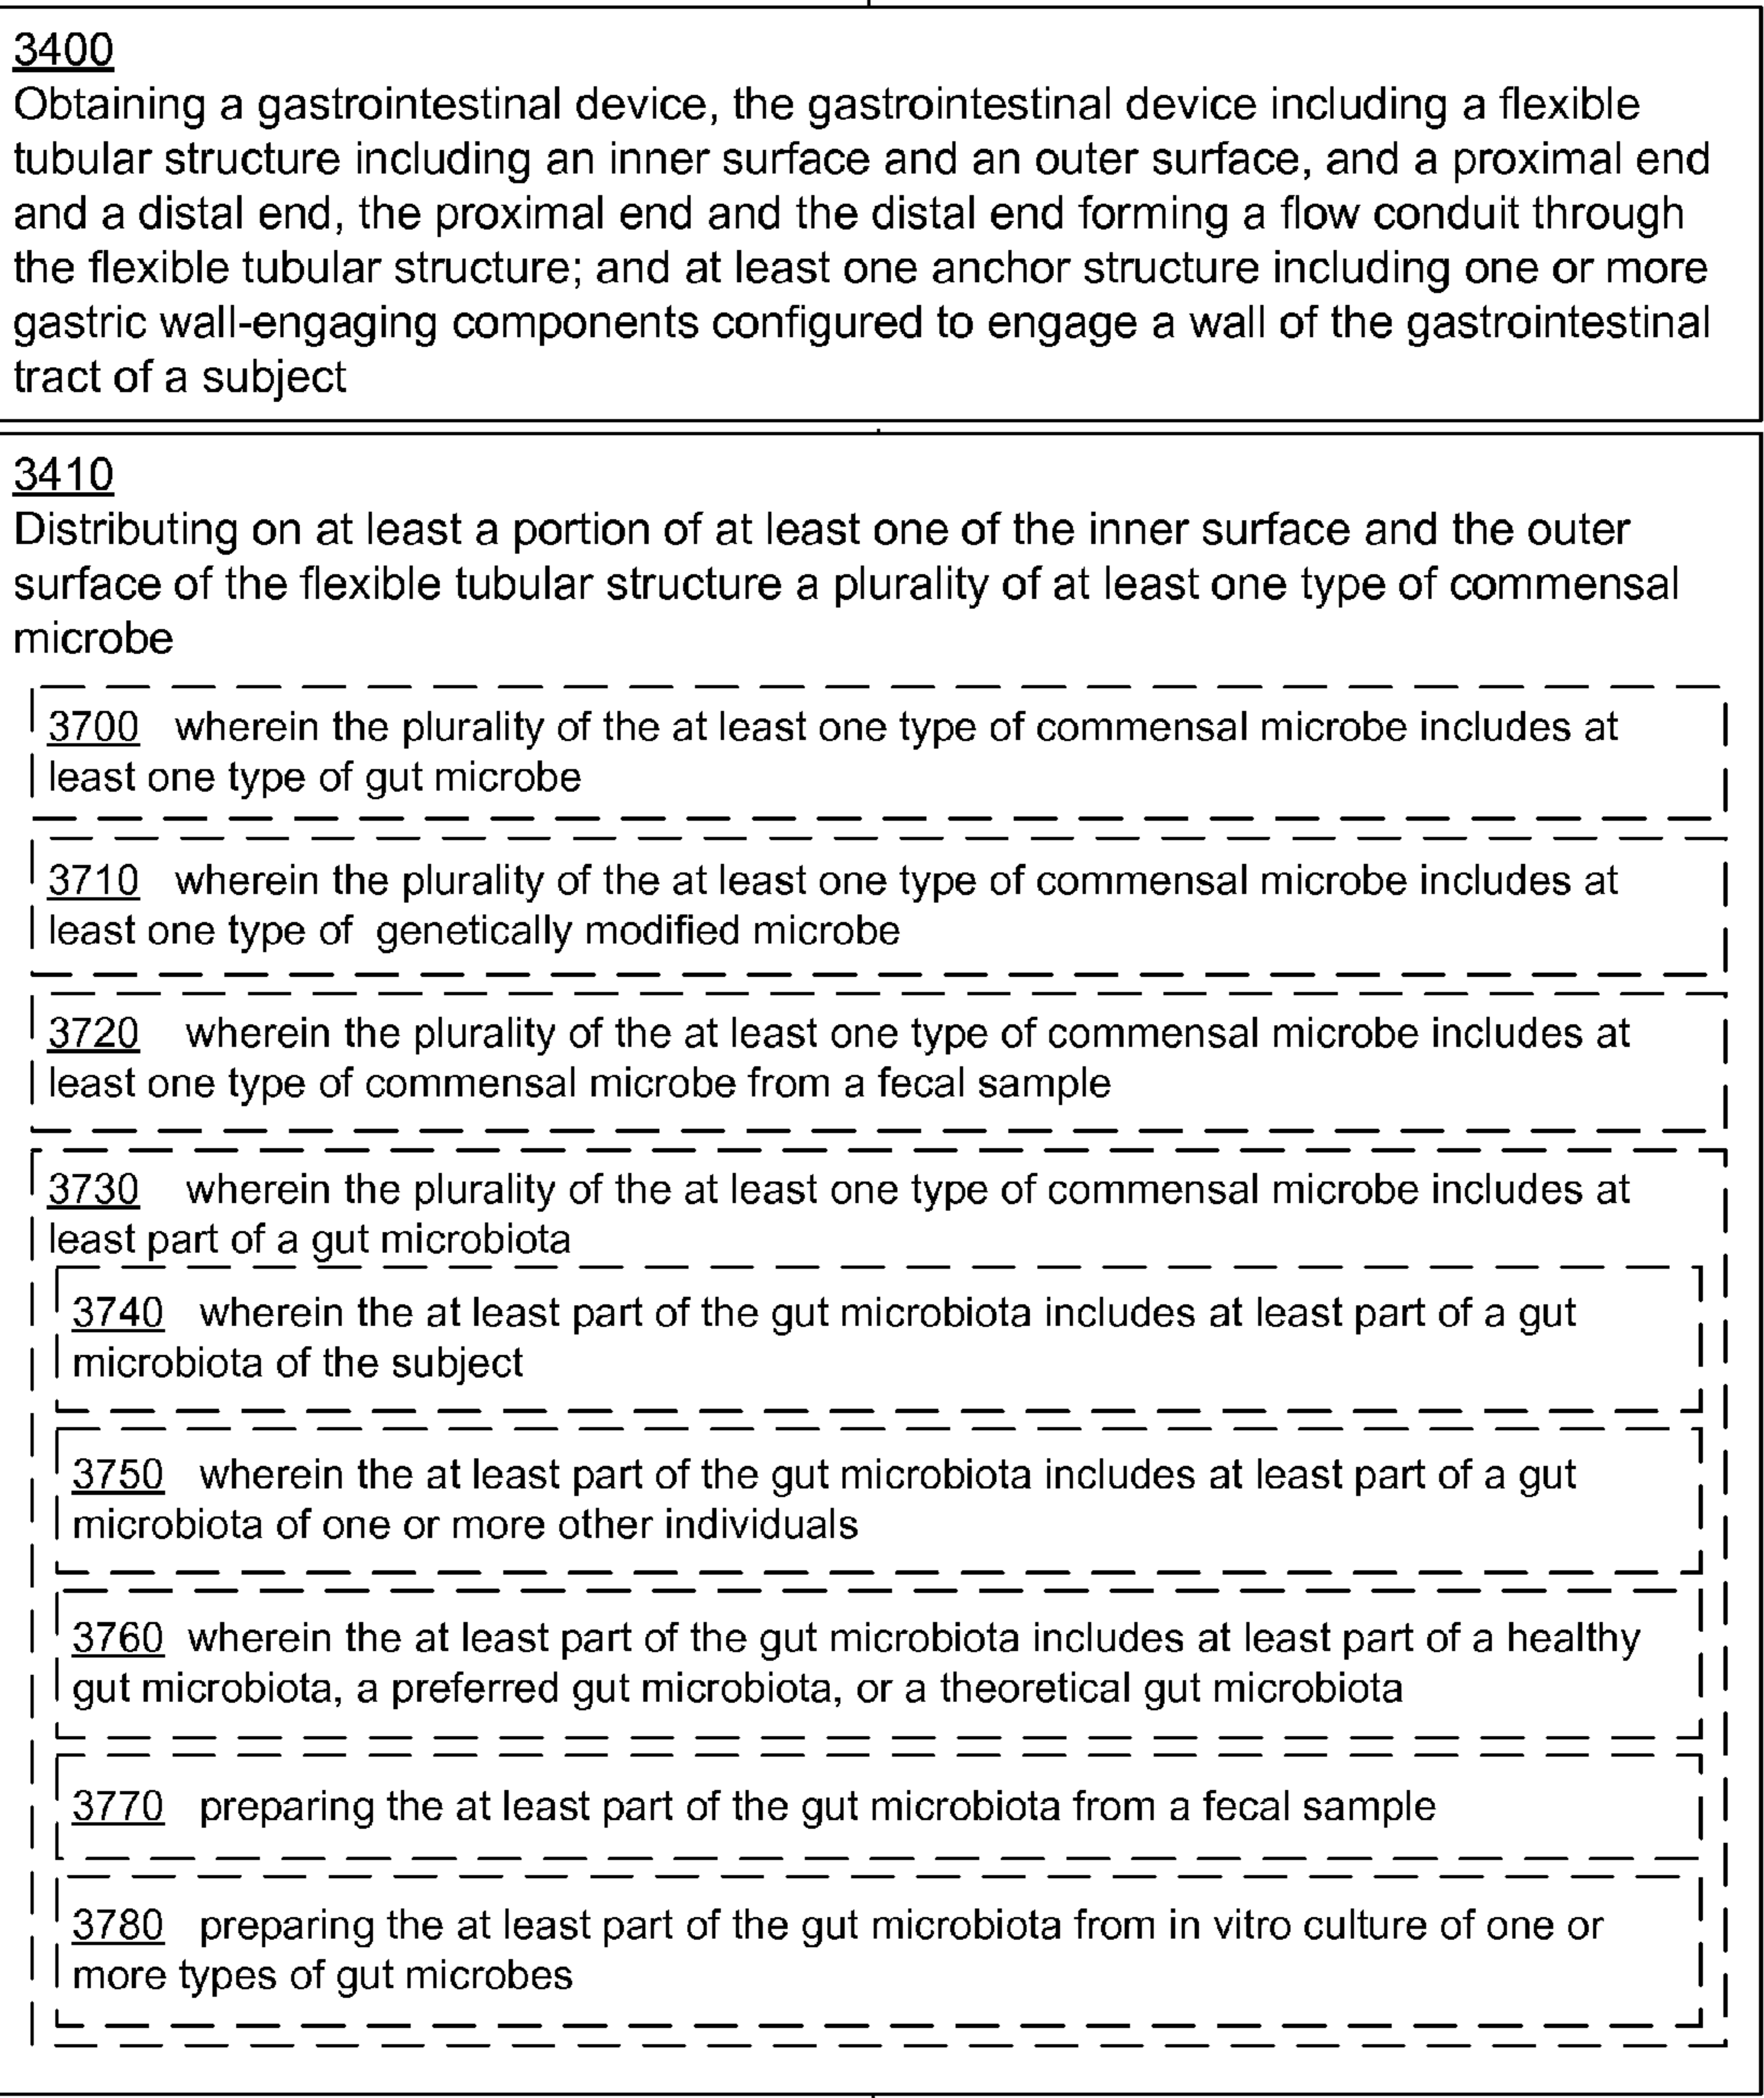 3400
Obtaining a gastrointestinal device, the gastrointestinal device including a flexible
tubular structure including an inner surface and an outer surface, and a proximal end
and a distal end, the proximal end and the distal end forming a flow conduit through
the flexible tubular structure; and at least one anchor structure including one or more
gastric wall-engaging components configured to engage a wall of the gastrointestinal
tract of a subject
3410
Distributing on at least a portion of at least one of the inner surface and the outer
surface of the flexible tubular structure a plurality of at least one type of commensal
microbe
3700 wherein the plurality of the at least one type of commensal microbe includes at
least one type of gut microbe
3710 wherein the plurality of the at least one type of commensal microbe includes at
least one type of genetically modified microbe
3720 wherein the plurality of the at least one type of commensal microbe includes at
least one type of commensal microbe from a fecal sample
3730 wherein the plurality of the at least one type of commensal microbe includes at
least part of a gut microbiota
3740 wherein the at least part of the gut microbiota includes at least part of a gut
microbiota of the subject
3750 wherein the at least part of the gut microbiota includes at least part of a gut
microbiota of one or more other individuals
3760 wherein the at least part of the gut microbiota includes at least part of a healthy
gut microbiota, a preferred gut microbiota, or a theoretical gut microbiota
3770 preparing the at least part of the gut microbiota from a fecal sample
3780 preparing the at least part of the gut microbiota from in vitro culture of one or
more types of gut microbes